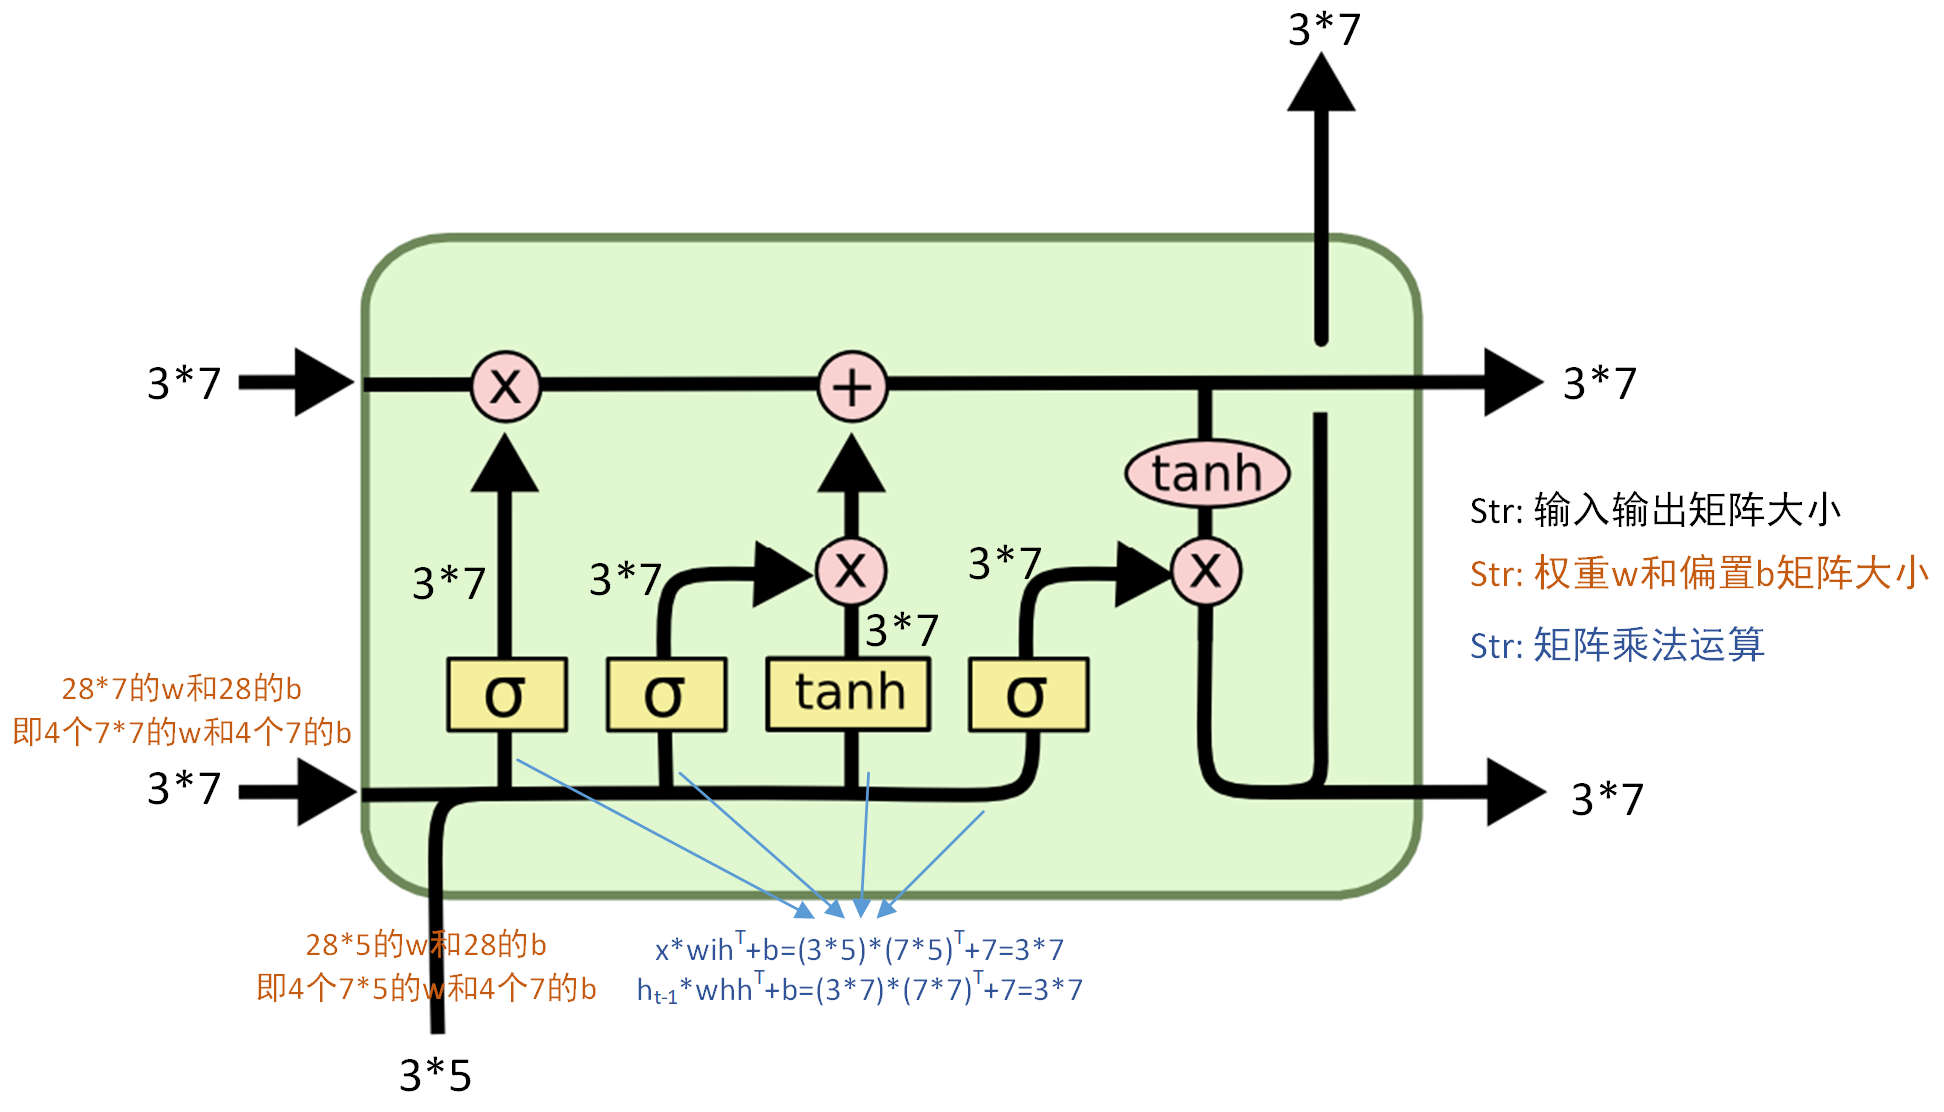 3*7
3*7
x
+
3*7
tanh
Str: 输入输出矩阵大小
3*7
3*7
x
3*7
x
Str: 权重w和偏置b矩阵大小
3*7
Str: 矩阵乘法运算
28*7的w和28的b
即4个7*7的w和4个7的b
σ
σ
tanh
σ
3*7
3*7
28*5的w和28的b
即4个7*5的w和4个7的b
x*wihᵀ+b=(3*5)*(7*5)ᵀ+7=3*7
hₜ₋₁*whhᵀ+b=(3*7)*(7*7)ᵀ+7=3*7
3*5